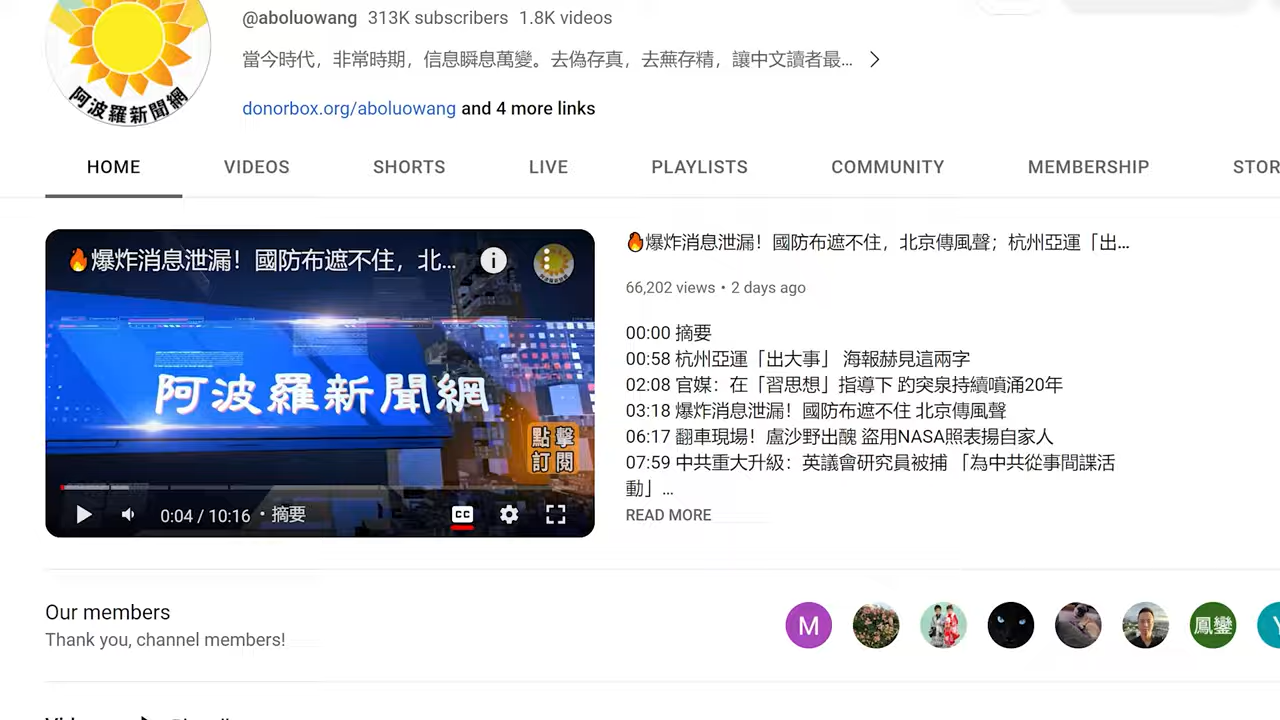 @aboluowang 313K subscribers 1.8K videos
當今時代，非常時期，信息瞬息萬變。去偽存真，去蕪存精，讓中文讀者最...
阿波羅新聞網
donorbox.org/aboluowang and 4 more links
HOME VIDEOS SHORTS LIVE PLAYLISTS COMMUNITY MEMBERSHIP STOR
🔥爆炸消息泄漏！國防布遮不住，北...
阿波羅新聞網
點擊
訂閱
0:04 / 10:16 • 摘要
CC
🔥爆炸消息泄漏！國防布遮不住，北京傳風聲；杭州亞運「出...
66,202 views • 2 days ago
00:00 摘要
00:58 杭州亞運「出大事」 海報赫見這兩字
02:08 官媒：在「習思想」指導下 趵突泉持續噴涌20年
03:18 爆炸消息泄漏！國防布遮不住 北京傳風聲
06:17 翻車現場！盧沙野出醜 盜用NASA照表揚自家人
07:59 中共重大升級：英議會研究員被捕 「為中共從事間諜活
動」...
READ MORE
Our members
Thank you, channel members!
M
鳳鑾
Y